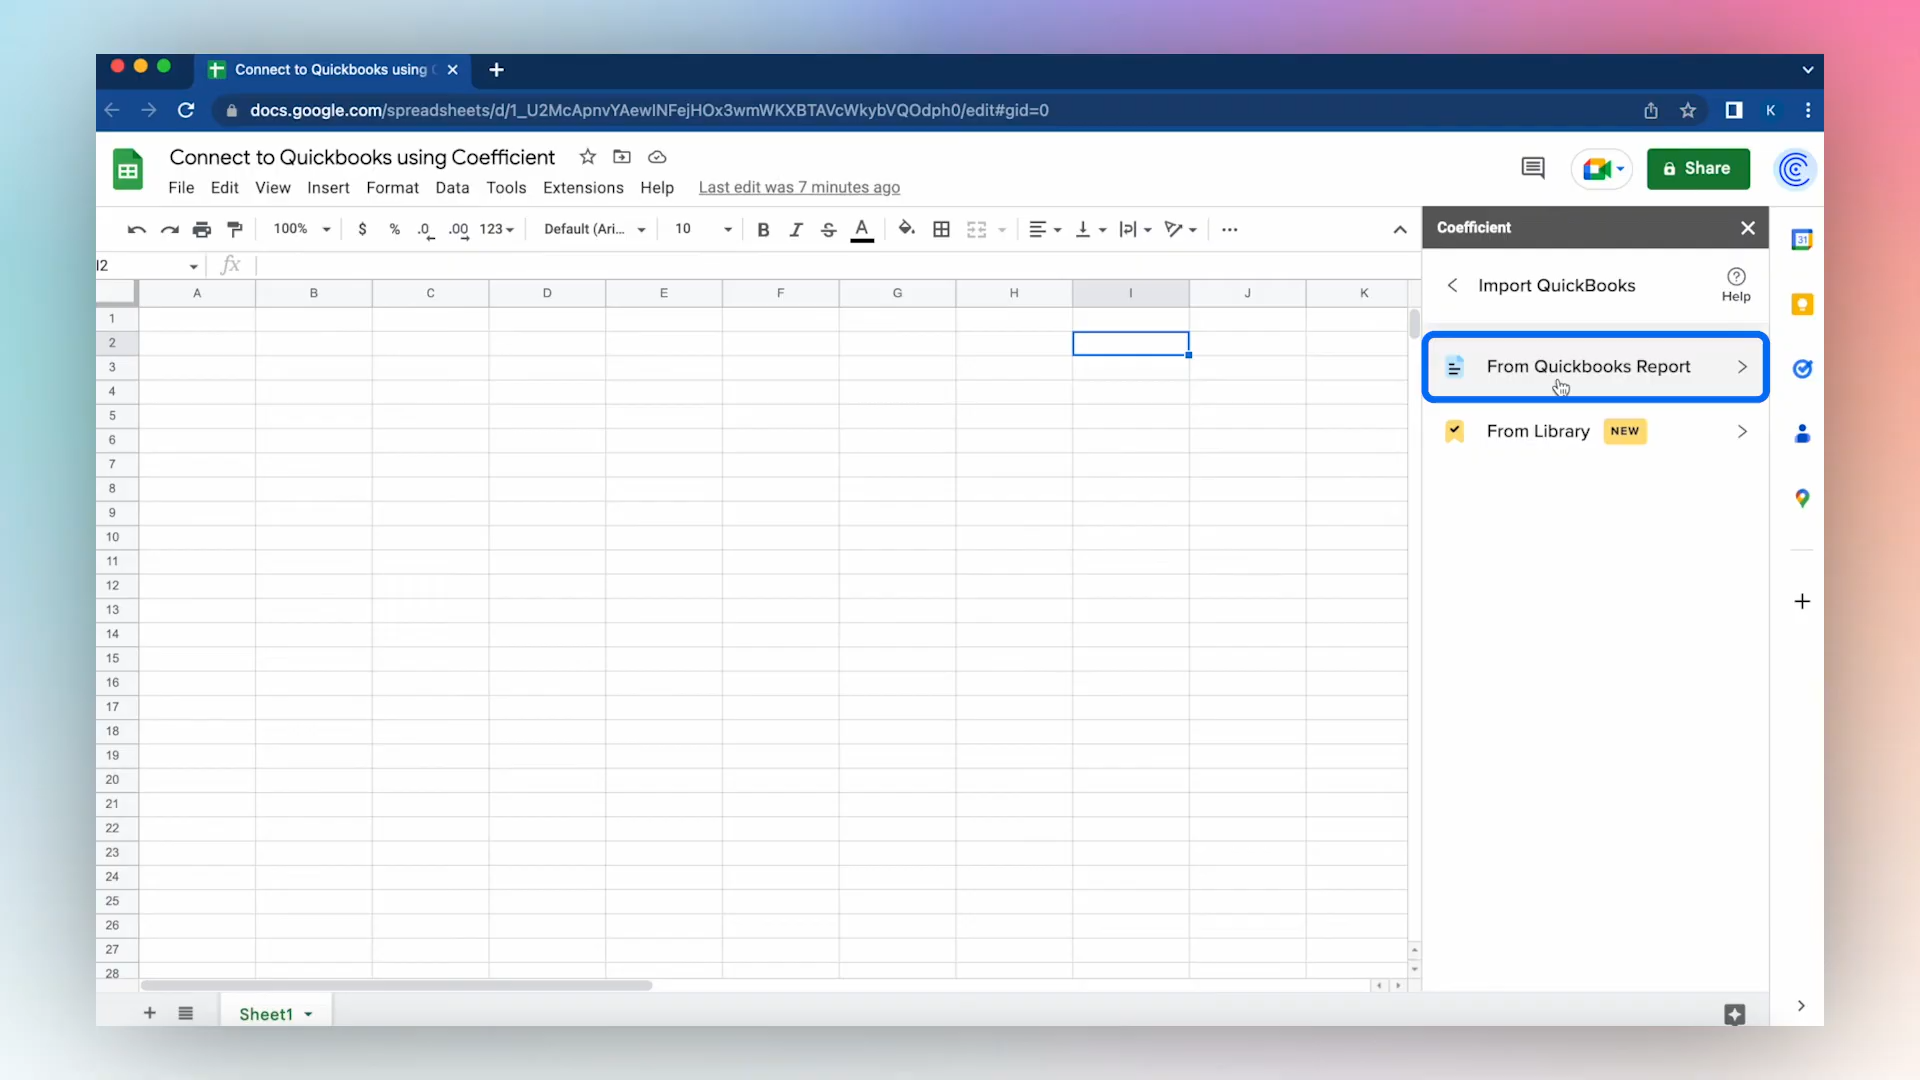 Connect to Quickbooks using
docs.google.com/spreadsheets/d/1_U2McApnvYAewINFejHOx3wmWKXBTAVcWkybVQOdph0/edit#gid=0
K
Connect to Quickbooks using Coefficient
File Edit View Insert Format Data Tools Extensions Help Last edit was 7 minutes ago
Share
100% $ % .0 .00 123 Default (Ari... 10 B I S A
I2 fx
A B C D E F G H I J K
1
2
3
4
5
6
7
8
9
10
11
12
13
14
15
16
17
18
19
20
21
22
23
24
25
26
27
28
Sheet1
Coefficient
Import QuickBooks
Help
From Quickbooks Report
From Library NEW
31